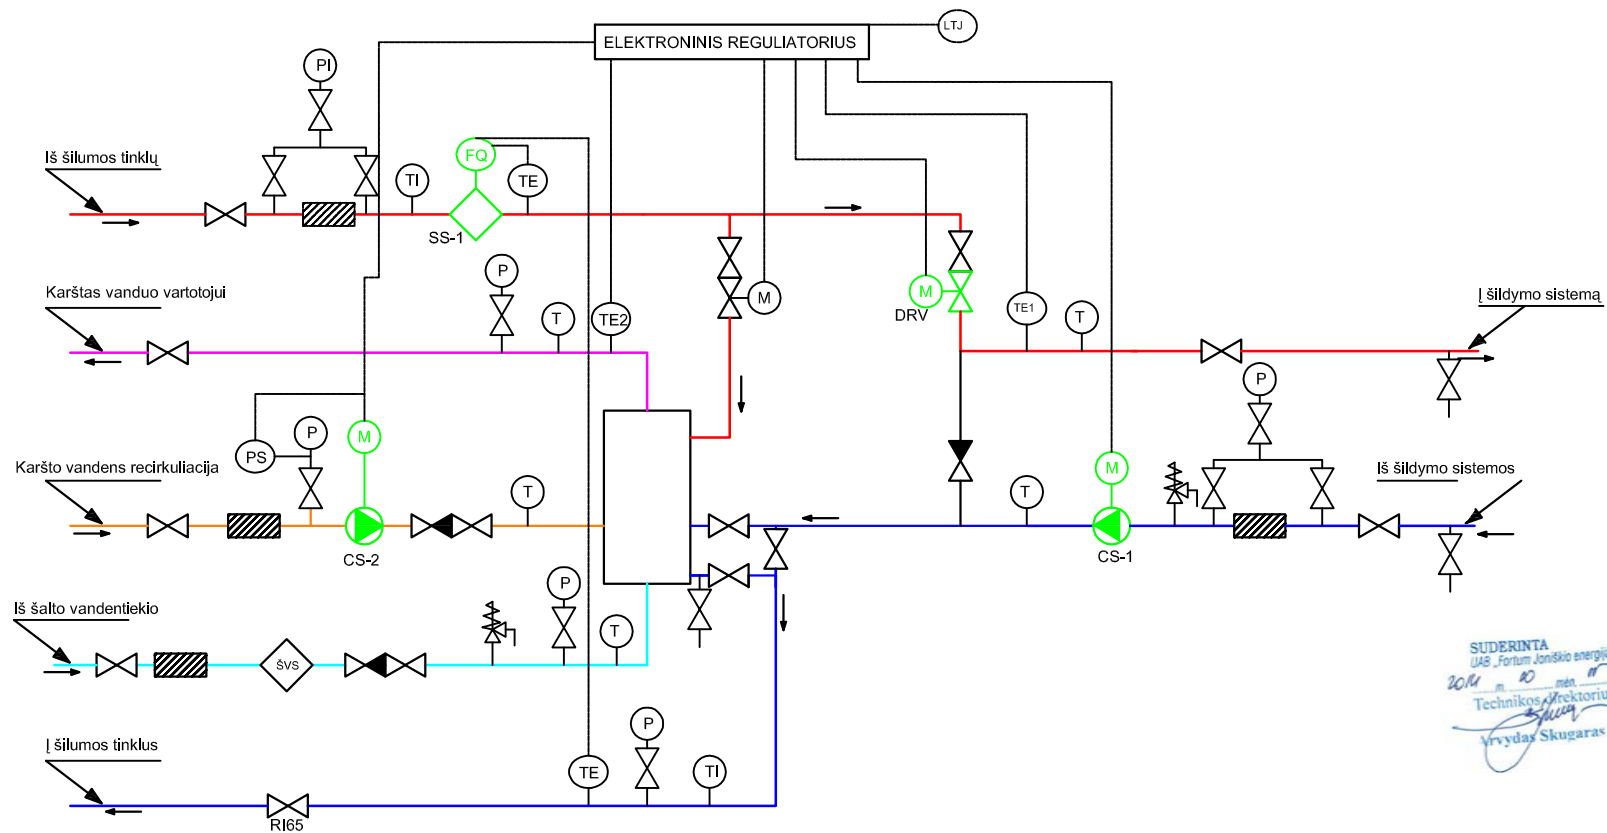 ELEKTRONINIS REGULIATORIUS
LTJ
PI
Iš šilumos tinklų
TI
FQ
TE
SS-1
Karštas vanduo vartotojui
P
T
TE2
M
M
DRV
TE1
T
Į šildymo sistemą
P
PS
P
M
Karšto vandens recirkuliacija
CS-2
T
T
M
CS-1
Iš šildymo sistemos
Iš šalto vandentiekio
ŠVS
P
T
SUDERINTA
UAB „Fortum Joniškio energija
m. mėn.
Technikos direktorius
Arvydas Skugaras
Į šilumos tinklus
RI65
TE
P
TI